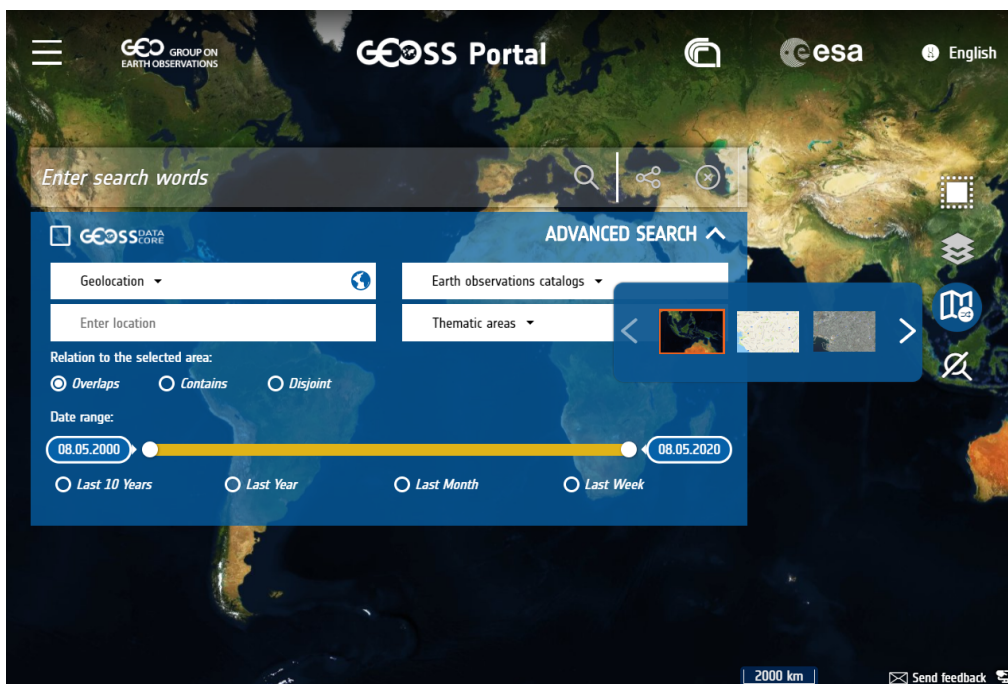 GEO GROUP ON
EARTH OBSERVATIONS
GEOSS Portal
esa
English
Enter search words
GEOSS DATA
CORE
ADVANCED SEARCH
Geolocation
Earth observations catalogs
Enter location
Thematic areas
Relation to the selected area:
Overlaps
Contains
Disjoint
Date range:
08.05.2000
08.05.2020
Last 10 Years
Last Year
Last Month
Last Week
2000 km
Send feedback